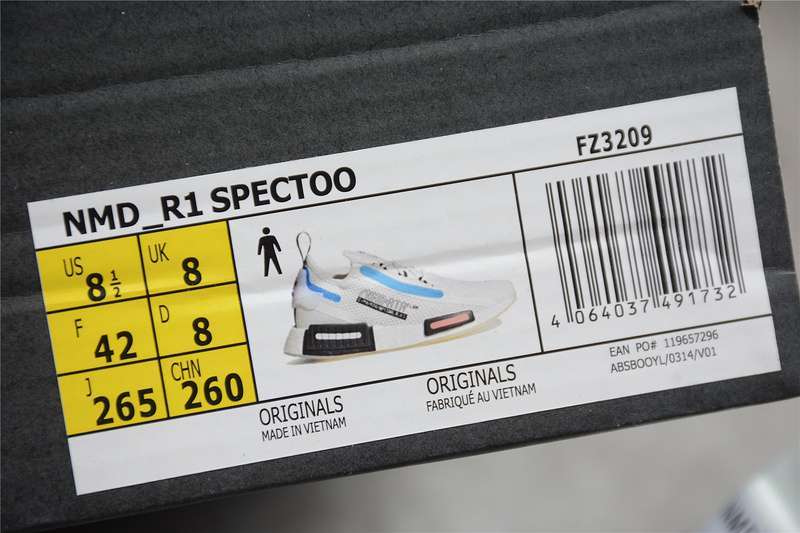 NMD_R1 SPECTOO
FZ3209
US 8 1/2
UK 8
F 42
D 8
J 265
CHN 260
4 064037 491732
EAN PO# 119657296
ABSBOOYL/0314/V01
ORIGINALS
MADE IN VIETNAM
ORIGINALS
FABRIQUÉ AU VIETNAM